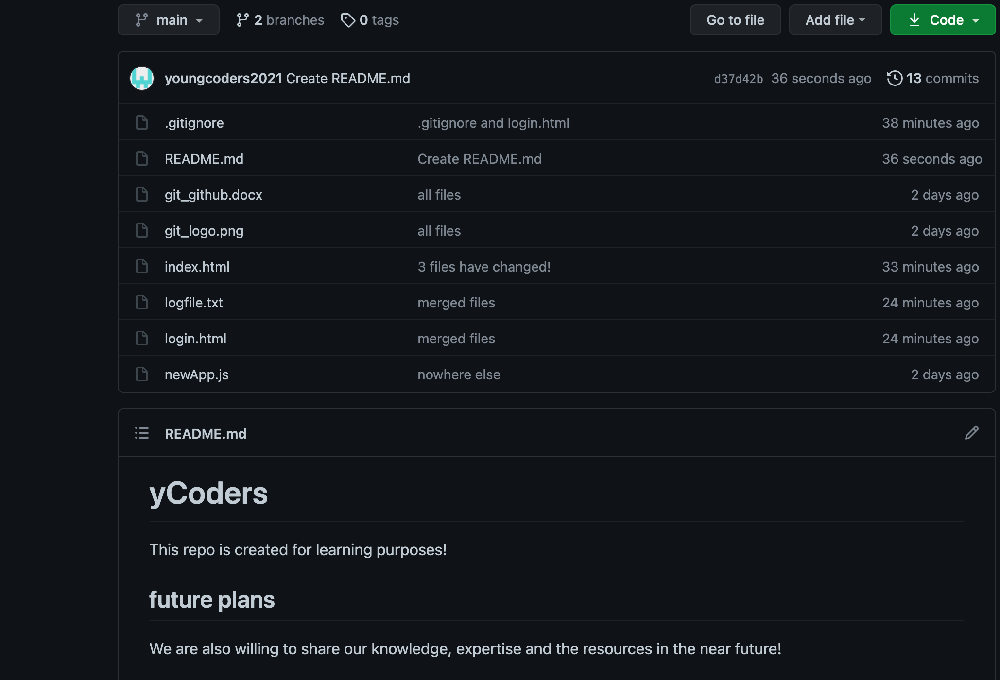 main 2 branches 0 tags Go to file Add file Code
youngcoders2021 Create README.md d37d42b 36 seconds ago 13 commits
.gitignore .gitignore and login.html 38 minutes ago
README.md Create README.md 36 seconds ago
git_github.docx all files 2 days ago
git_logo.png all files 2 days ago
index.html 3 files have changed! 33 minutes ago
logfile.txt merged files 24 minutes ago
login.html merged files 24 minutes ago
newApp.js nowhere else 2 days ago
README.md
yCoders
This repo is created for learning purposes!
future plans
We are also willing to share our knowledge, expertise and the resources in the near future!